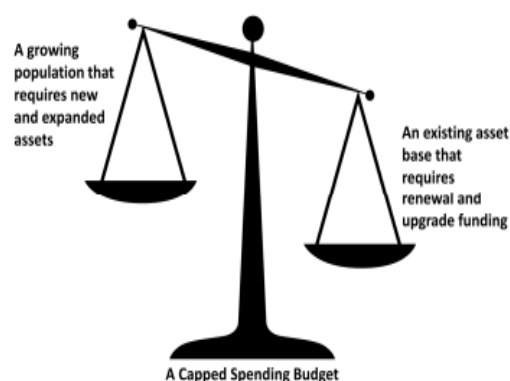 A growing
population that
requires new
and expanded
assets
An existing asset
base that
requires
renewal and
upgrade funding
A Capped Spending Budget